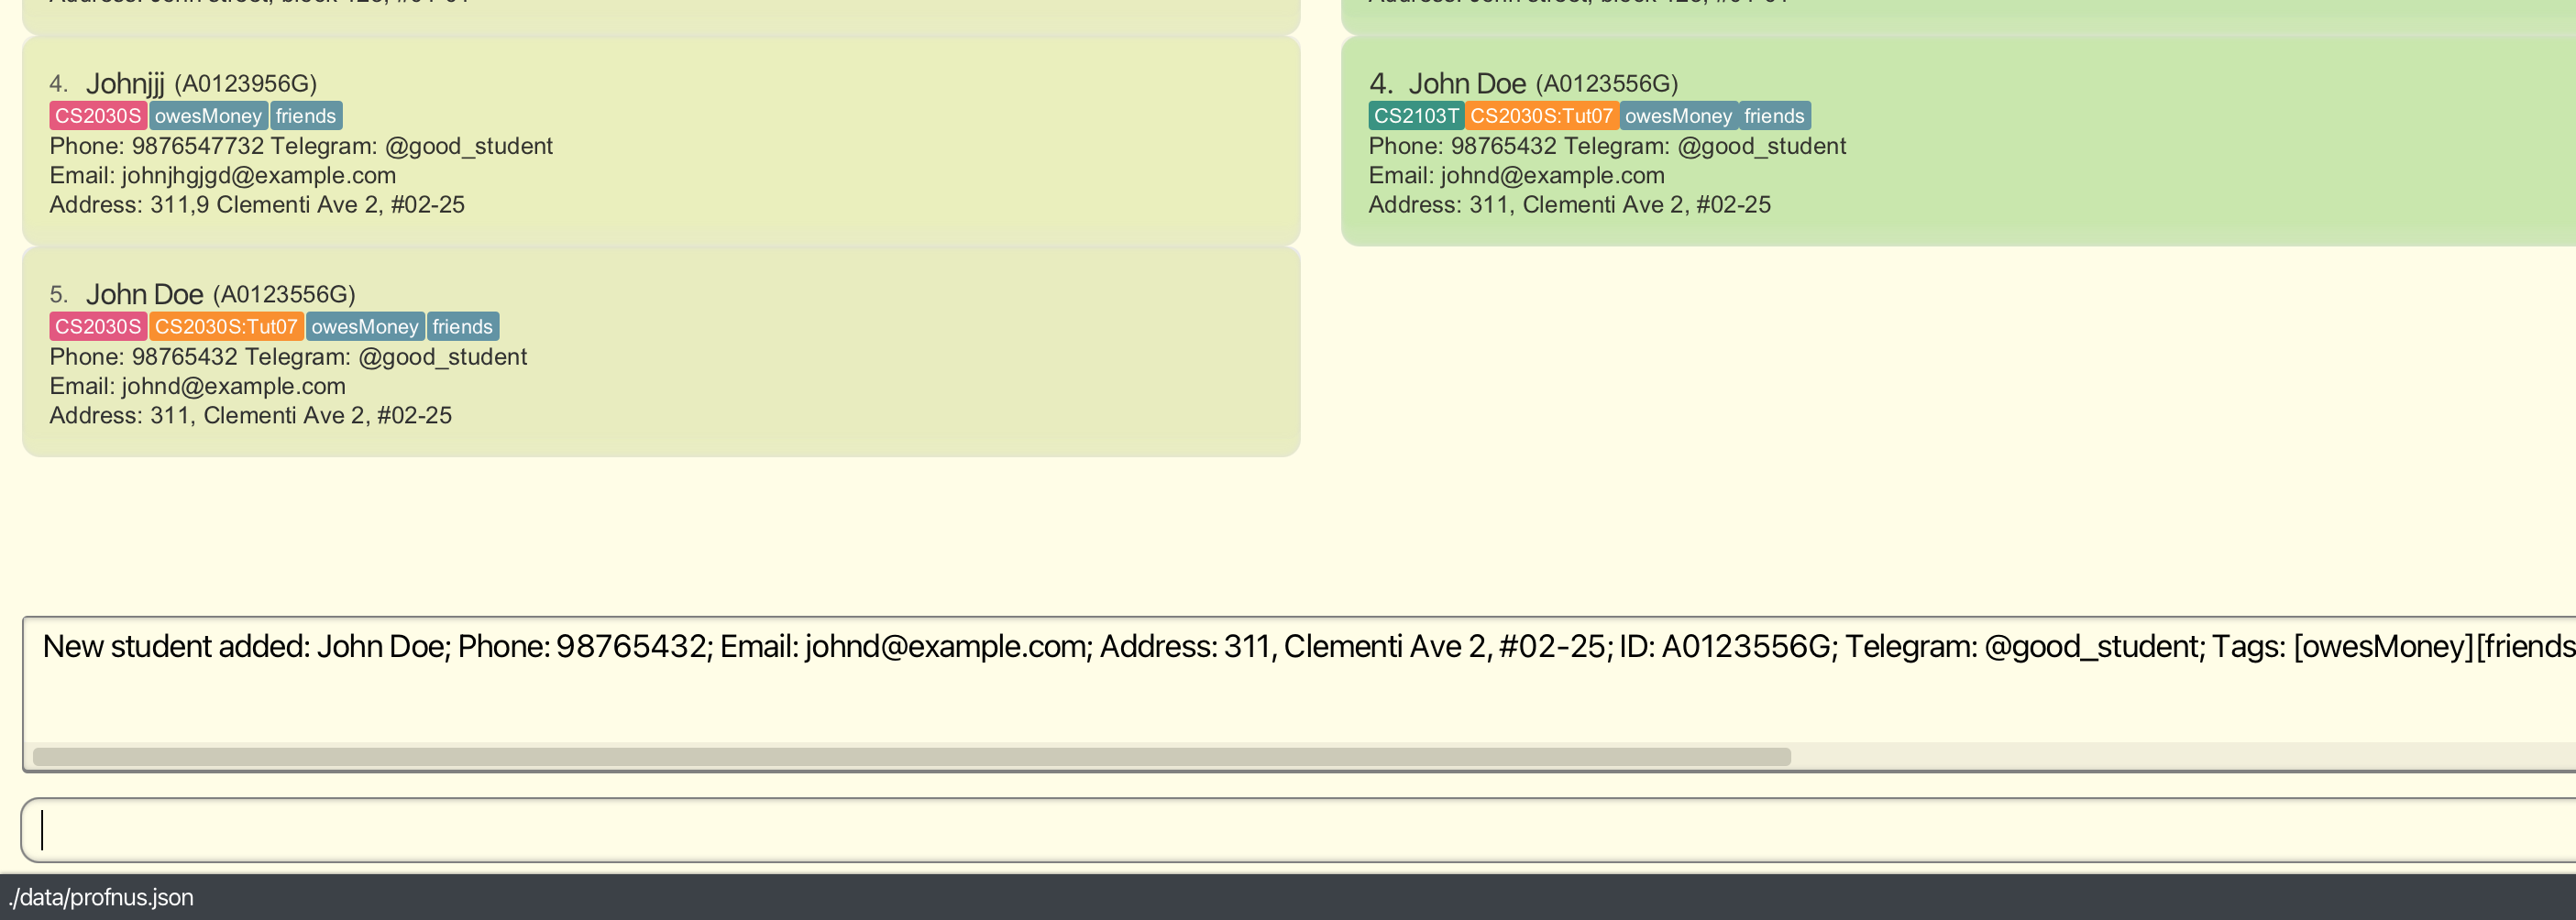 4. Johnjjj (A0123956G)
CS2030S owesMoney friends
Phone: 9876547732 Telegram: @good_student
Email: johnjhgjgd@example.com
Address: 311,9 Clementi Ave 2, #02-25
5. John Doe (A0123556G)
CS2030S CS2030S:Tut07 owesMoney friends
Phone: 98765432 Telegram: @good_student
Email: johnd@example.com
Address: 311, Clementi Ave 2, #02-25
4. John Doe (A0123556G)
CS2103T CS2030S:Tut07 owesMoney friends
Phone: 98765432 Telegram: @good_student
Email: johnd@example.com
Address: 311, Clementi Ave 2, #02-25
New student added: John Doe; Phone: 98765432; Email: johnd@example.com; Address: 311, Clementi Ave 2, #02-25; ID: A0123556G; Telegram: @good_student; Tags: [owesMoney][friends
./data/profnus.json